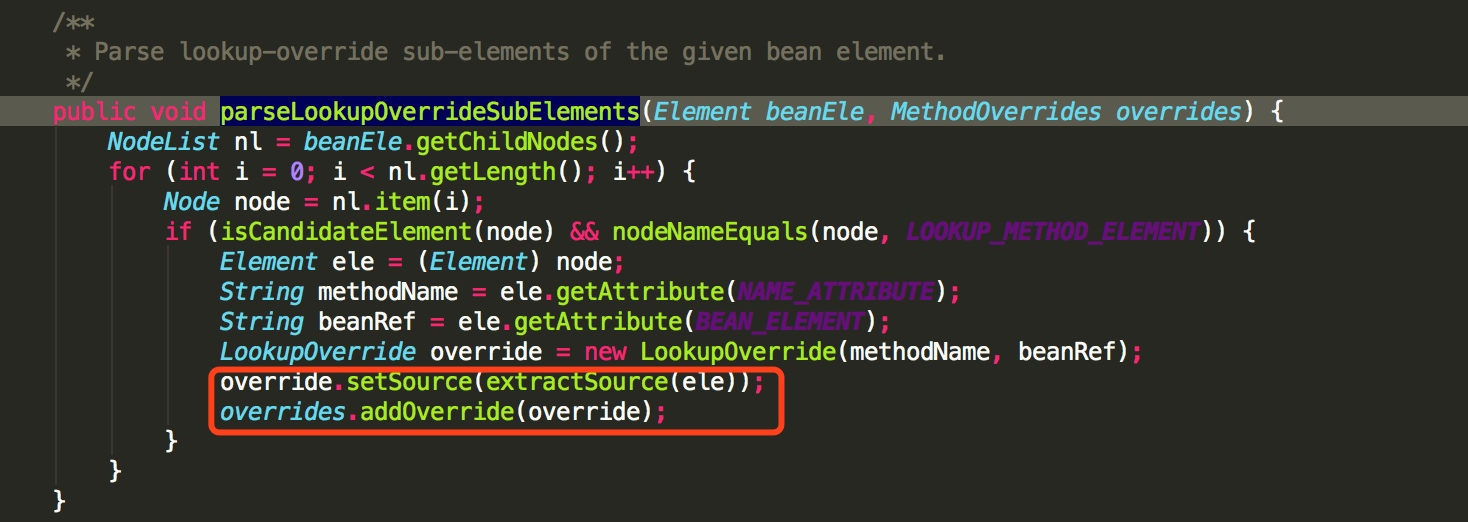 /**
 * Parse lookup-override sub-elements of the given bean element.
 */
public void parseLookupOverrideSubElements(Element beanEle, MethodOverrides overrides) {
    NodeList nl = beanEle.getChildNodes();
    for (int i = 0; i < nl.getLength(); i++) {
        Node node = nl.item(i);
        if (isCandidateElement(node) && nodeNameEquals(node, LOOKUP_METHOD_ELEMENT)) {
            Element ele = (Element) node;
            String methodName = ele.getAttribute(NAME_ATTRIBUTE);
            String beanRef = ele.getAttribute(BEAN_ELEMENT);
            LookupOverride override = new LookupOverride(methodName, beanRef);
            override.setSource(extractSource(ele));
            overrides.addOverride(override);
        }
    }
}